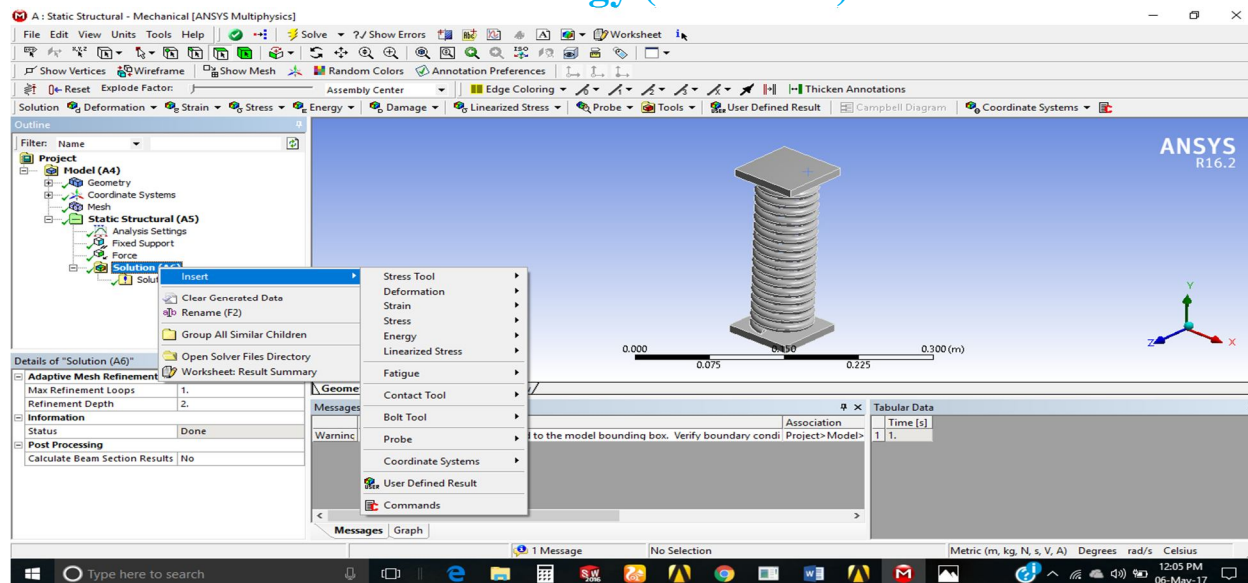 A : Static Structural - Mechanical [ANSYS Multiphysics]
File Edit View Units Tools Help Solve ?/ Show Errors Worksheet
Show Vertices Wireframe Show Mesh Random Colors Annotation Preferences
Reset Explode Factor: Assembly Center Edge Coloring Thicken Annotations
Solution Deformation Strain Stress Energy Damage Linearized Stress Probe Tools User Defined Result Campbell Diagram Coordinate Systems
Outline
Filter: Name
Project
Model (A4)
Geometry
Coordinate Systems
Mesh
Static Structural (A5)
Analysis Settings
Fixed Support
Force
Solution
Insert
Clear Generated Data
Rename (F2)
Group All Similar Children
Open Solver Files Directory
Worksheet: Result Summary
Stress Tool
Deformation
Strain
Stress
Energy
Linearized Stress
Fatigue
Contact Tool
Bolt Tool
Probe
Coordinate Systems
User Defined Result
Commands
ANSYS
R16.2
Y
Z X
0.000 0.150 0.300 (m)
0.075 0.225
Details of "Solution (A6)"
Adaptive Mesh Refinement
Max Refinement Loops 1.
Refinement Depth 2.
Information
Status Done
Post Processing
Calculate Beam Section Results No
Messages
Association
to the model bounding box. Verify boundary condi Project>Model>
Messages Graph
Tabular Data
Time [s]
1 1.
1 Message No Selection Metric (m, kg, N, s, V, A) Degrees rad/s Celsius
Type here to search
12:05 PM
06-May-17